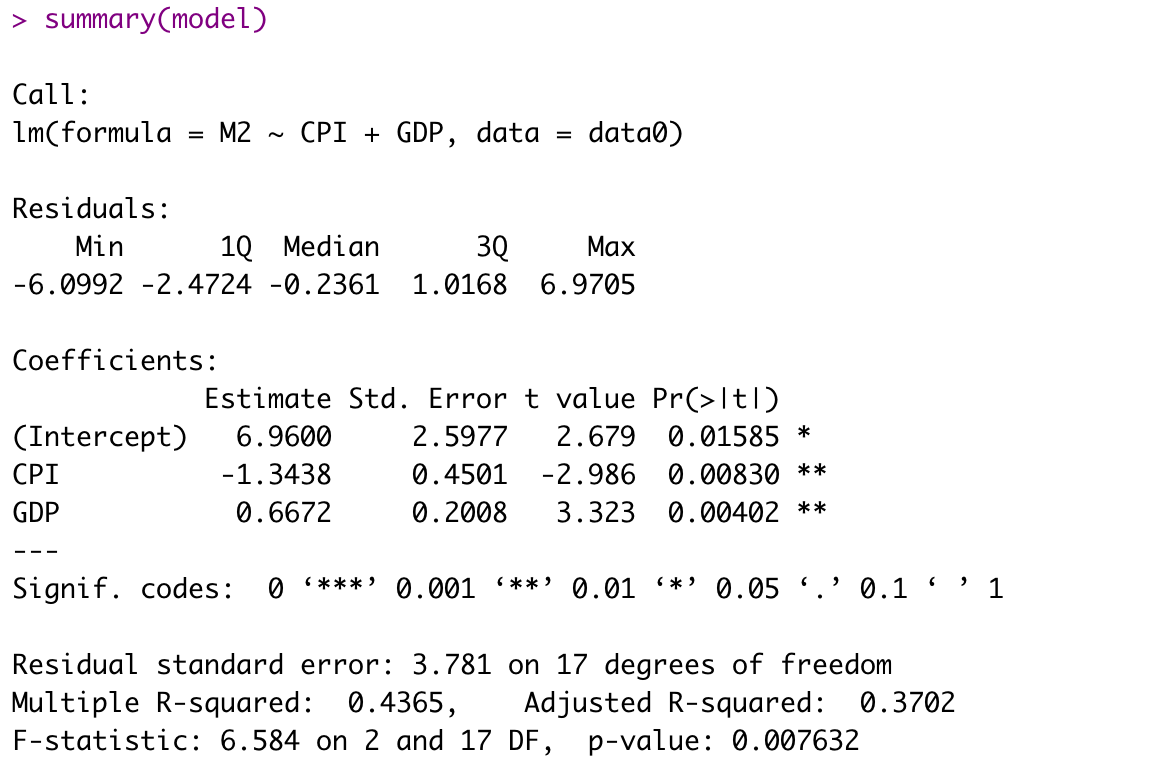 > summary(model)
Call:
lm(formula = M2 ~ CPI + GDP, data = data0)
Residuals:
    Min      1Q  Median      3Q     Max
-6.0992 -2.4724 -0.2361  1.0168  6.9705
Coefficients:
            Estimate Std. Error t value Pr(>|t|)
(Intercept)   6.9600     2.5977   2.679  0.01585 *
CPI          -1.3438     0.4501  -2.986  0.00830 **
GDP           0.6672     0.2008   3.323  0.00402 **
---
Signif. codes:  0 ‘***’ 0.001 ‘**’ 0.01 ‘*’ 0.05 ‘.’ 0.1 ‘ ’ 1
Residual standard error: 3.781 on 17 degrees of freedom
Multiple R-squared:  0.4365,    Adjusted R-squared:  0.3702
F-statistic: 6.584 on 2 and 17 DF,  p-value: 0.007632